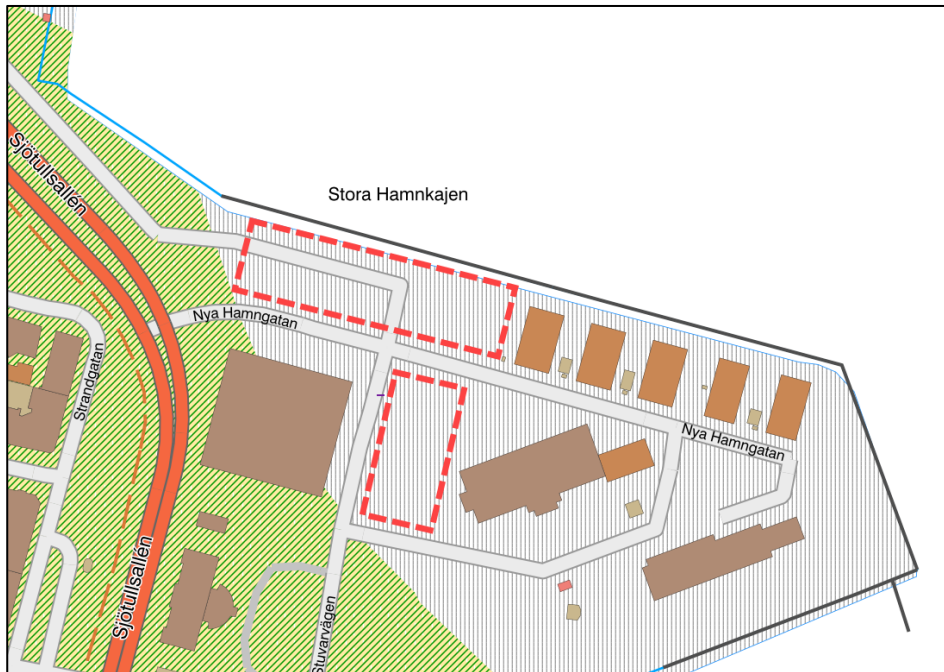 Sjötullsallén
Stora Hamnkajen
Nya Hamngatan
Strandgatan
Nya Hamngatan
Sjötullsallén
Stuvarvägen